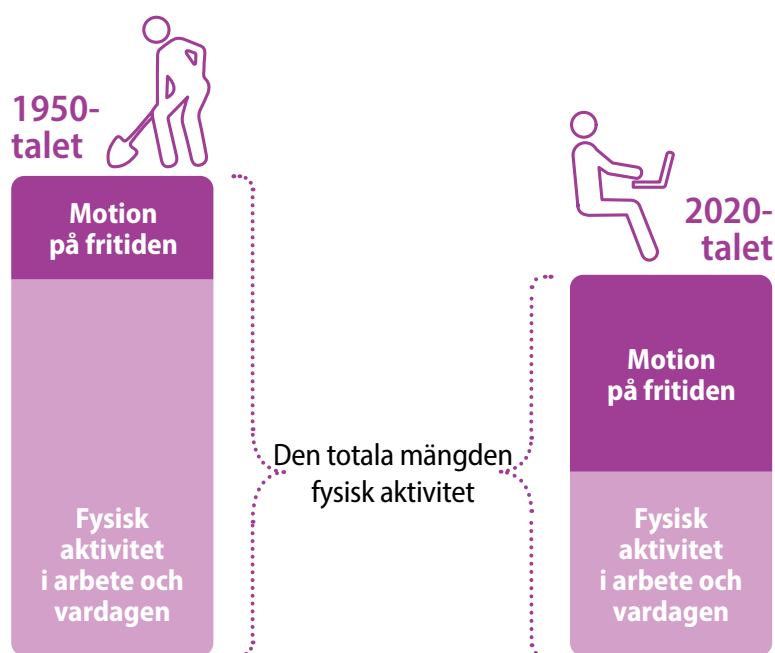 1950-
talet
Motion
på fritiden
Fysisk
aktivitet
i arbete och
vardagen
Den totala mängden
fysisk aktivitet
2020-
talet
Motion
på fritiden
Fysisk
aktivitet
i arbete och
vardagen